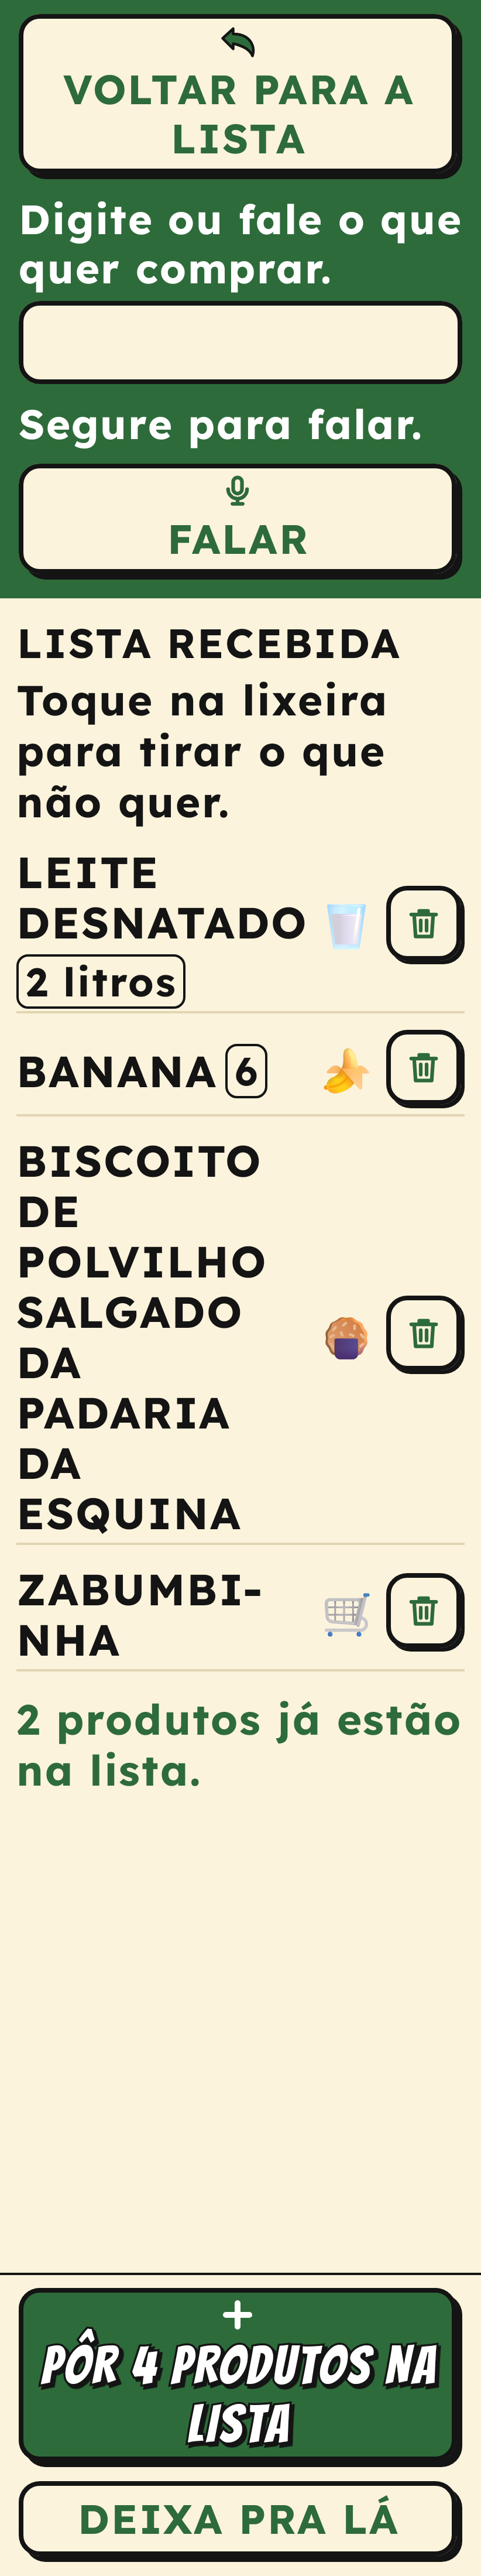 VOLTAR PARA A
LISTA
Digite ou fale o que
quer comprar.
Segure para falar.
FALAR
LISTA RECEBIDA
Toque na lixeira
para tirar o que
não quer.
LEITE
DESNATADO
2 litros
BANANA 6
BISCOITO
DE
POLVILHO
SALGADO
DA
PADARIA
DA
ESQUINA
ZABUMBI-
NHA
2 produtos já estão
na lista.
PÔR 4 PRODUTOS NA
LISTA
DEIXA PRA LÁ